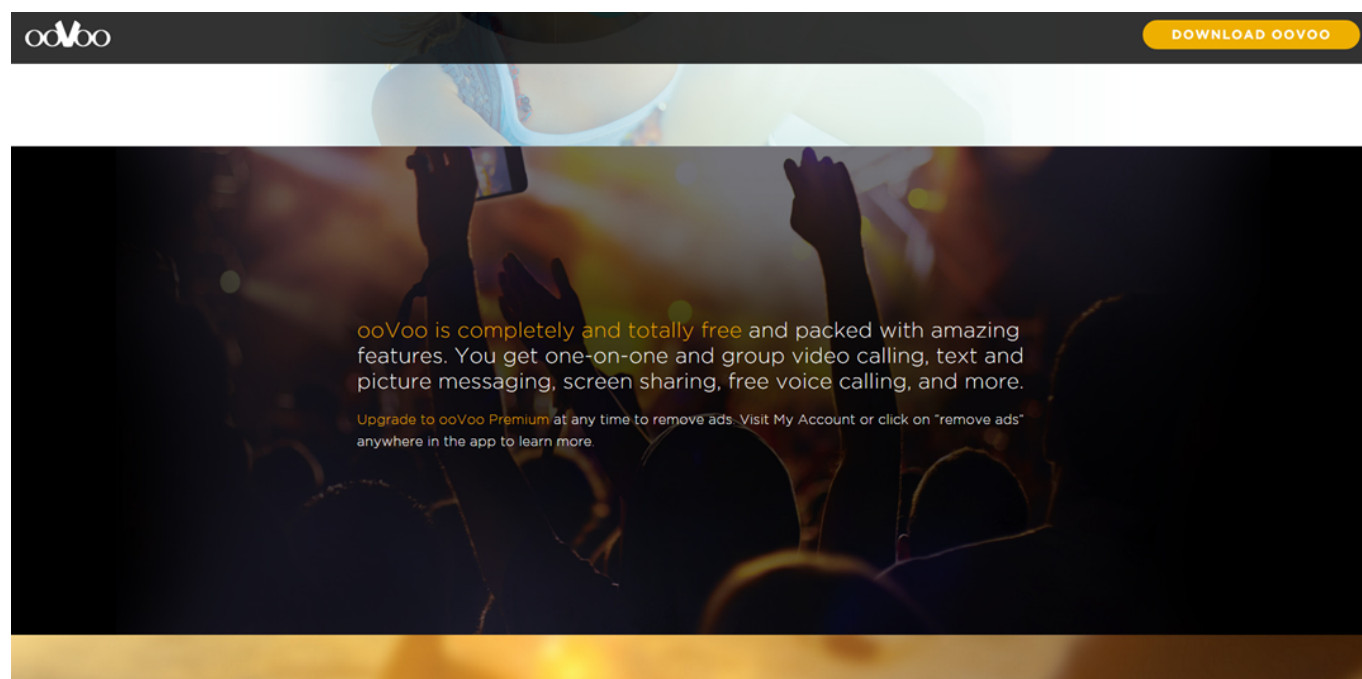 ooVoo
DOWNLOAD OOVOO
ooVoo is completely and totally free and packed with amazing
features. You get one-on-one and group video calling, text and
picture messaging, screen sharing, free voice calling, and more.
Upgrade to ooVoo Premium at any time to remove ads. Visit My Account or click on "remove ads"
anywhere in the app to learn more.